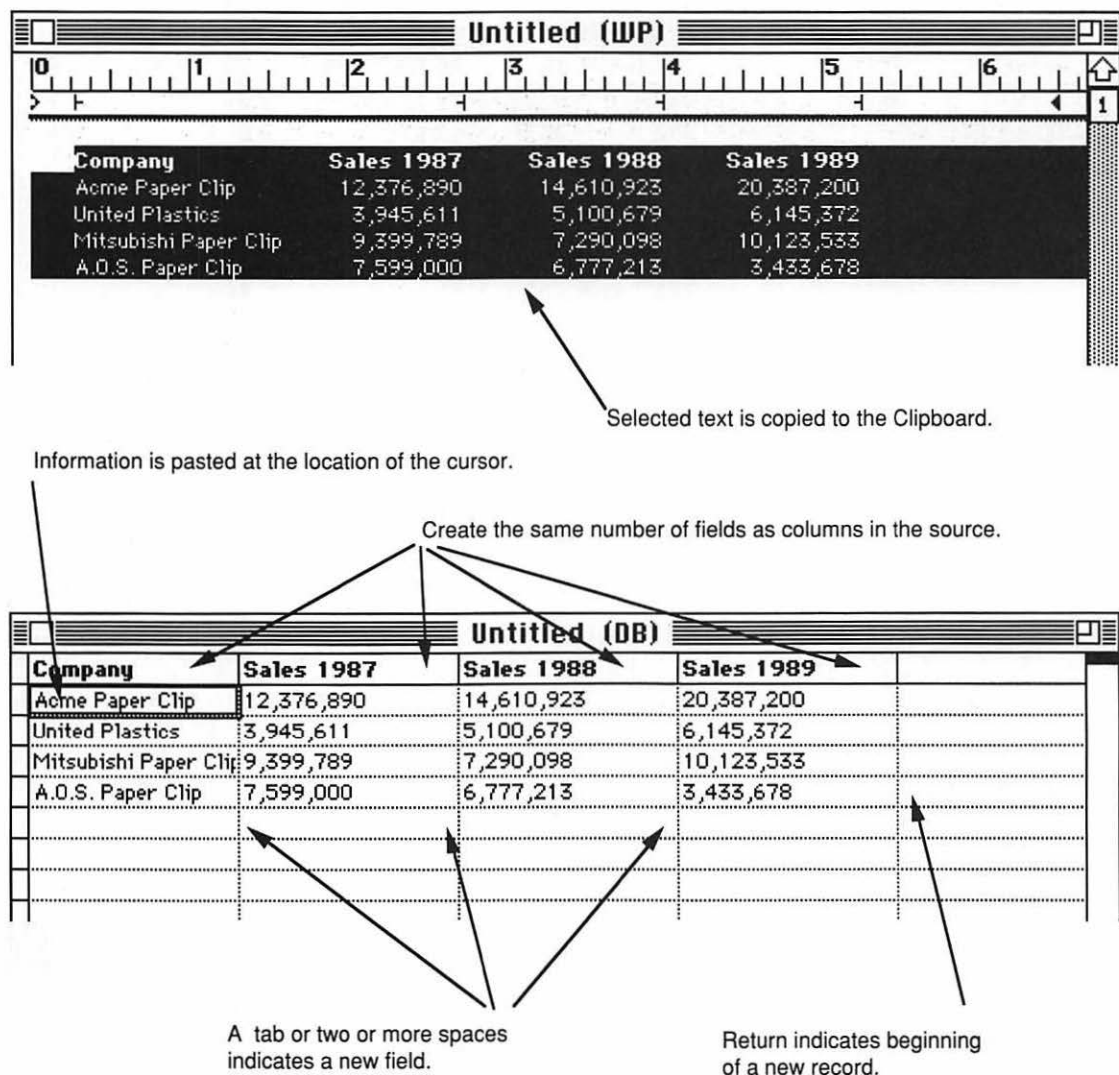 Untitled (WP)
0 1 2 3 4 5 6
1
Company Sales 1987 Sales 1988 Sales 1989
Acme Paper Clip 12,376,890 14,610,923 20,387,200
United Plastics 3,945,611 5,100,679 6,145,372
Mitsubishi Paper Clip 9,399,789 7,290,098 10,123,533
A.O.S. Paper Clip 7,599,000 6,777,213 3,433,678
Selected text is copied to the Clipboard.
Information is pasted at the location of the cursor.
Create the same number of fields as columns in the source.
Untitled (DB)
Company Sales 1987 Sales 1988 Sales 1989
Acme Paper Clip 12,376,890 14,610,923 20,387,200
United Plastics 3,945,611 5,100,679 6,145,372
Mitsubishi Paper Clip 9,399,789 7,290,098 10,123,533
A.O.S. Paper Clip 7,599,000 6,777,213 3,433,678
A tab or two or more spaces
indicates a new field.
Return indicates beginning
of a new record.